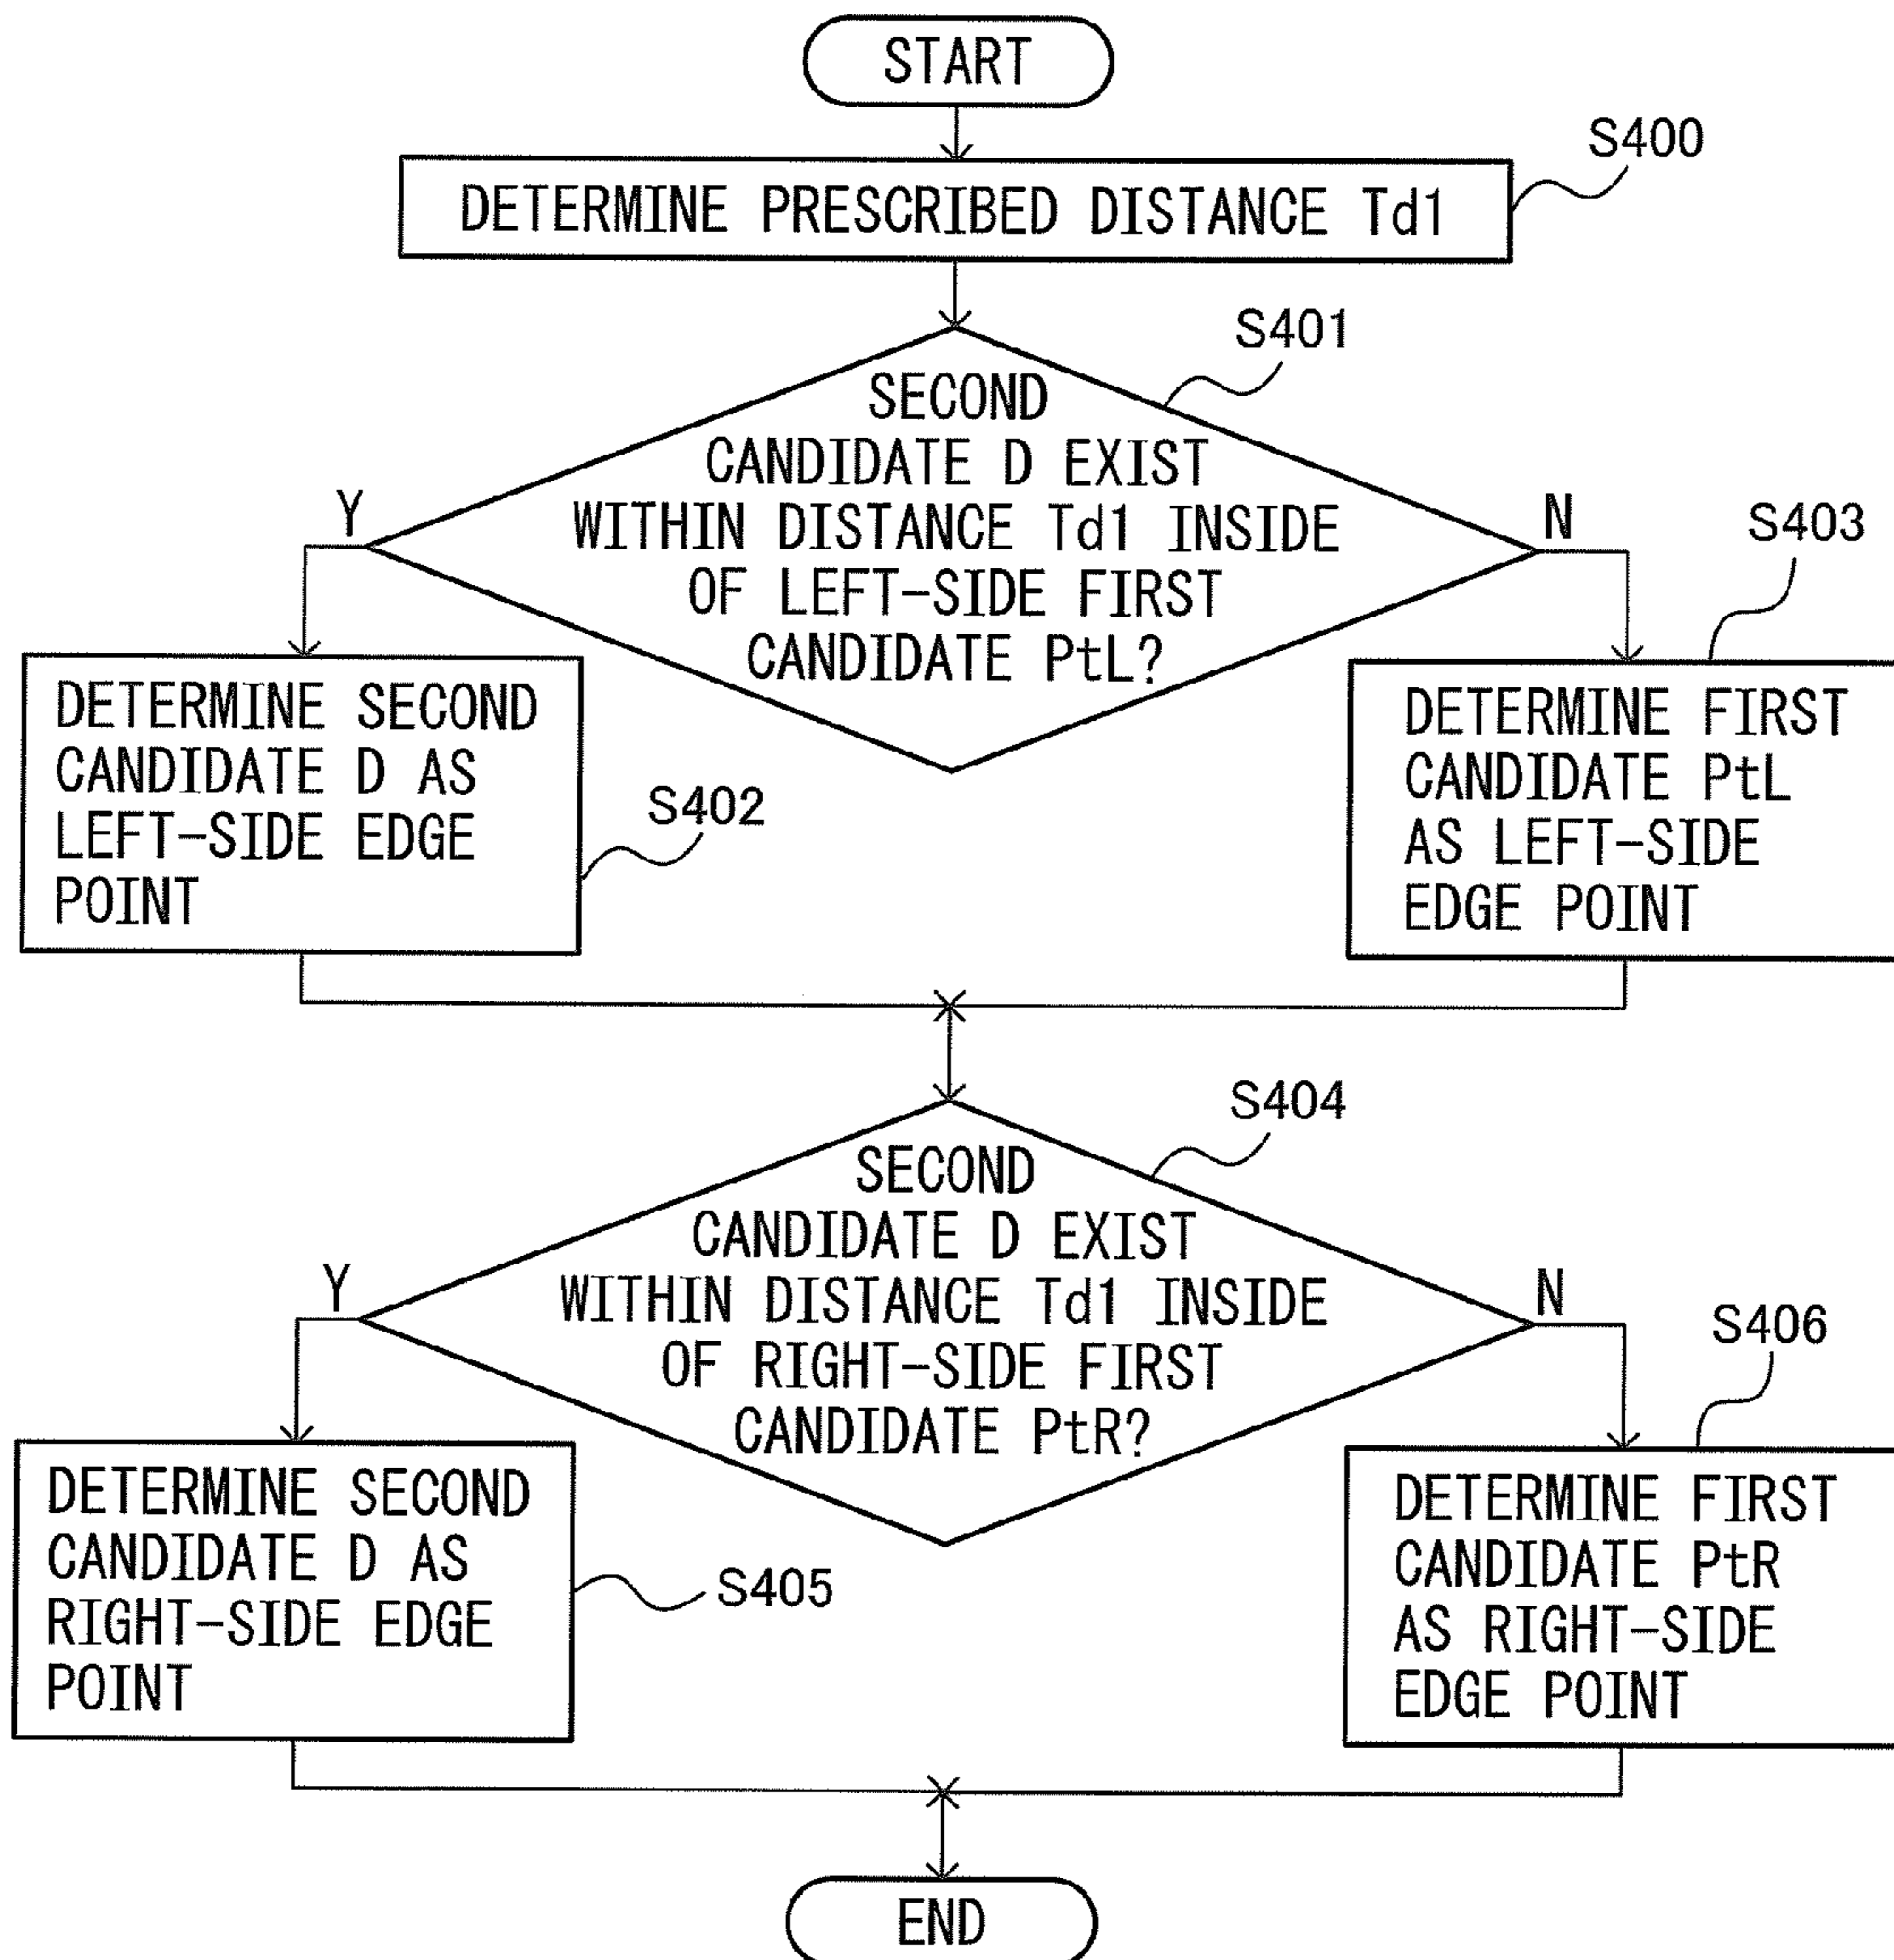 START
S400
DETERMINE PRESCRIBED DISTANCE Td1
S401
SECOND
CANDIDATE D EXIST
WITHIN DISTANCE Td1 INSIDE
OF LEFT-SIDE FIRST
CANDIDATE PtL?
Y
N
S403
DETERMINE SECOND
CANDIDATE D AS
LEFT-SIDE EDGE
POINT
S402
DETERMINE FIRST
CANDIDATE PtL
AS LEFT-SIDE
EDGE POINT
S404
SECOND
CANDIDATE D EXIST
WITHIN DISTANCE Td1 INSIDE
OF RIGHT-SIDE FIRST
CANDIDATE PtR?
Y
N
S406
DETERMINE SECOND
CANDIDATE D AS
RIGHT-SIDE EDGE
POINT
S405
DETERMINE FIRST
CANDIDATE PtR
AS RIGHT-SIDE
EDGE POINT
END